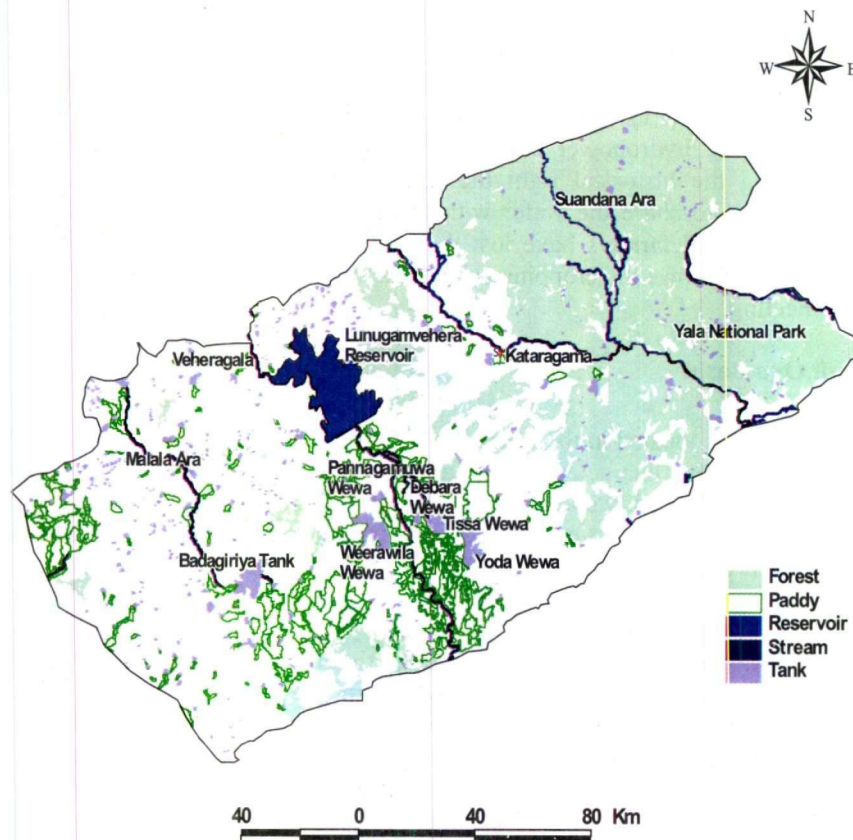 N
W E
S
Suandana Ara
Yala National Park
Lunugamvehera
Reservoir
Veheragala
Kataragama
Malala Ara
Pannagamuwa
Wewa
Debara
Wewa
Tissa Wewa
Badagiriya Tank
Weerawila
Wewa
Yoda Wewa
Forest
Paddy
Reservoir
Stream
Tank
40 0 40 80 Km